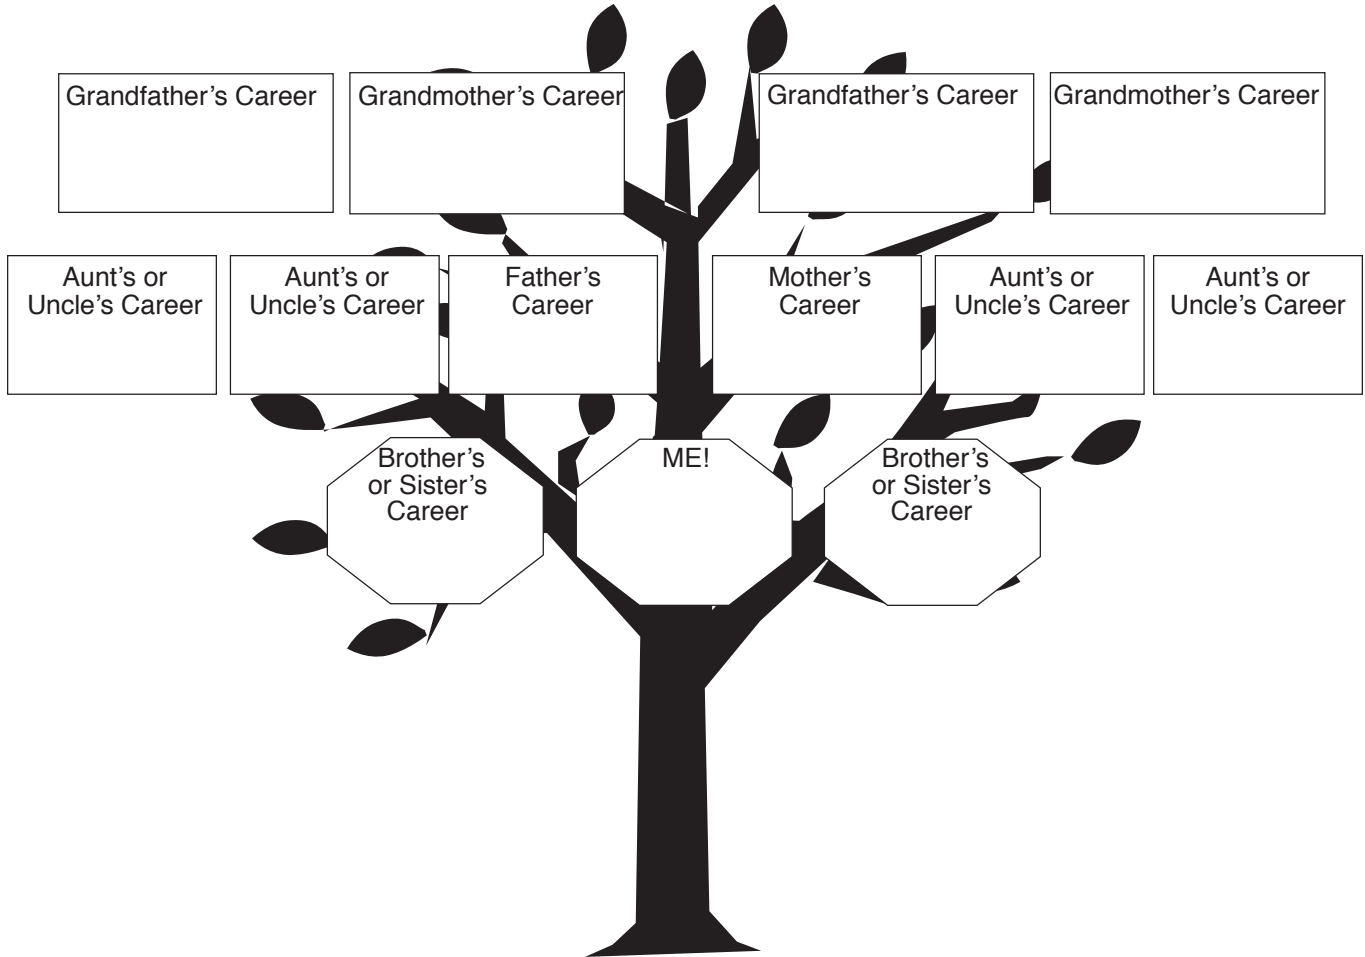 Grandfather’s Career
Grandmother’s Career
Grandfather’s Career
Grandmother’s Career
Aunt’s or
Uncle’s Career
Aunt’s or
Uncle’s Career
Father’s
Career
Mother’s
Career
Aunt’s or
Uncle’s Career
Aunt’s or
Uncle’s Career
Brother’s
or Sister’s
Career
ME!
Brother’s
or Sister’s
Career